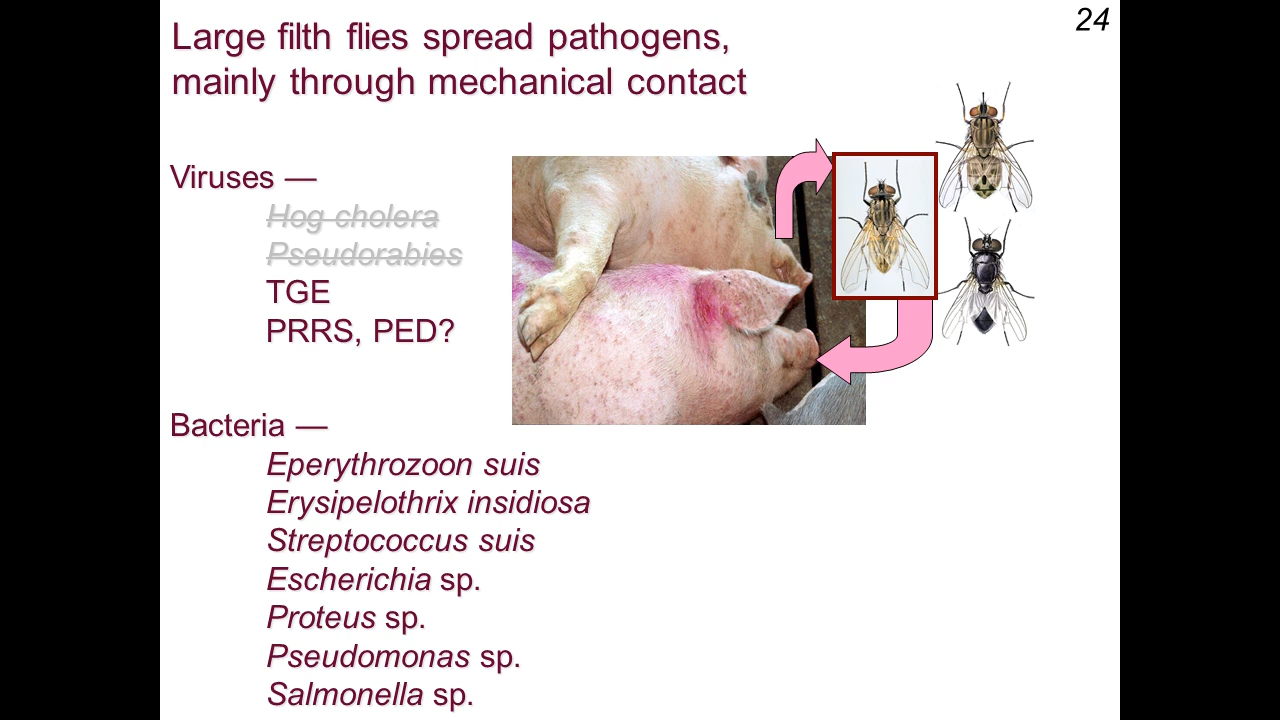 24
Large filth flies spread pathogens,
mainly through mechanical contact
Viruses —
Hog cholera
Pseudorabies
TGE
PRRS, PED?
Bacteria —
Eperythrozoon suis
Erysipelothrix insidiosa
Streptococcus suis
Escherichia sp.
Proteus sp.
Pseudomonas sp.
Salmonella sp.